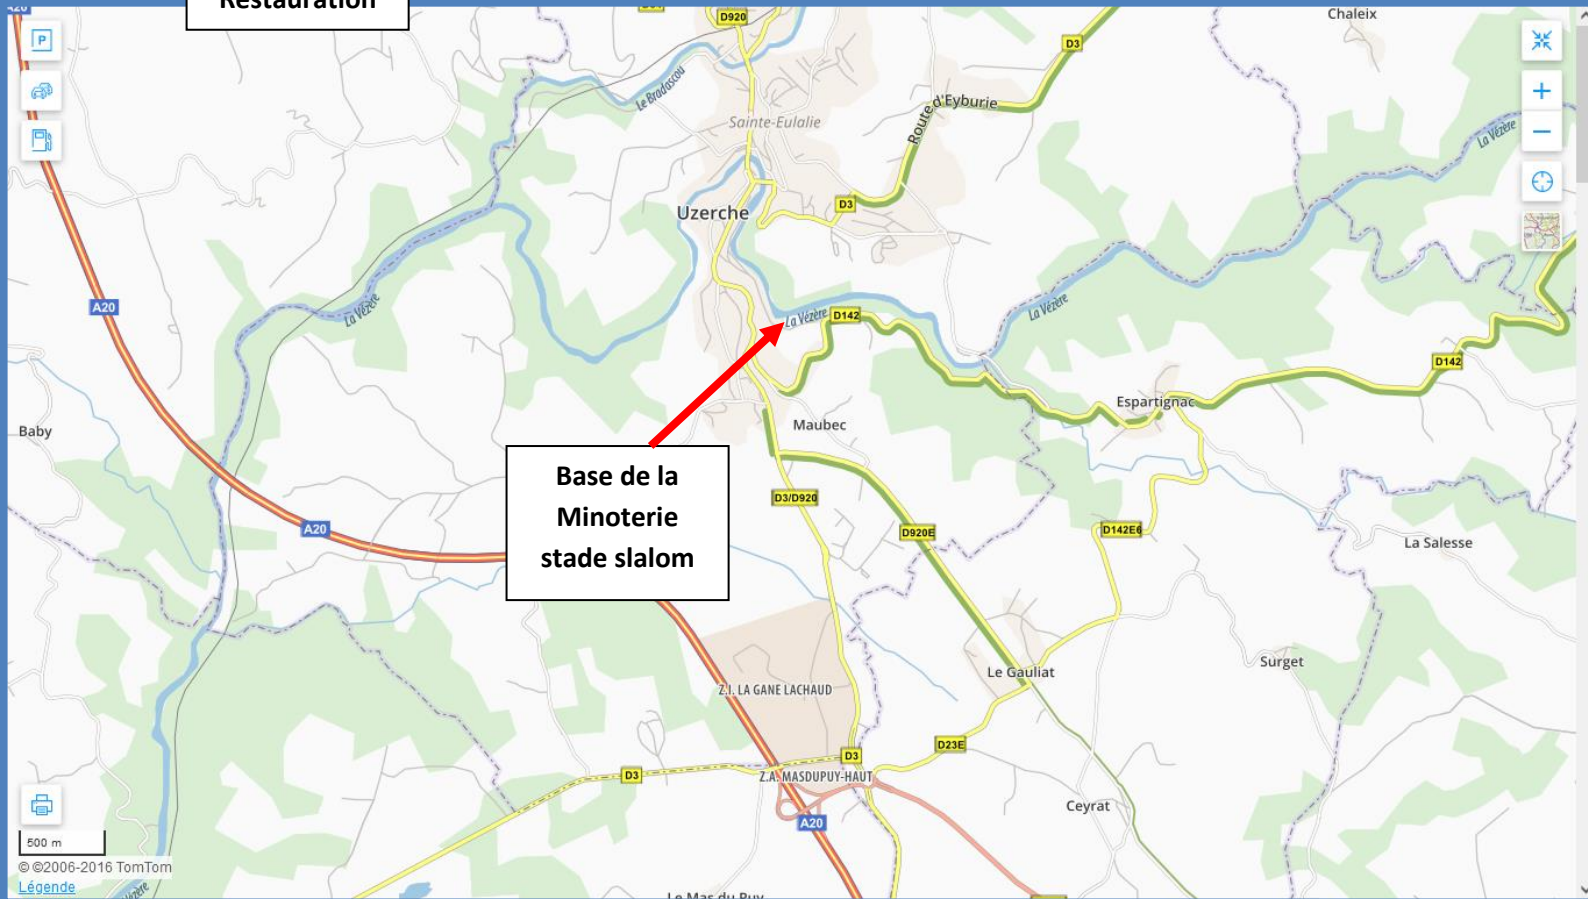 Restauration
A20
D920
Chaleix
P
D3
Le Bradascou
Route d'Eyburie
Sainte-Eulalie
La Vézère
D3
Uzerche
A20
La Vézère
La Vézère
D142
La Vézère
D142
Espartignac
Baby
Maubec
Base de la
Minoterie
stade slalom
D3/D920
A20
D920E
D142E6
La Salesse
Surget
Le Gauliat
Z.I. LA GANE LACHAUD
D23E
D3
D3
Z.A. MASDUPUY-HAUT
Ceyrat
A20
500 m
© ©2006-2016 TomTom
Légende
Le Mas du Puy